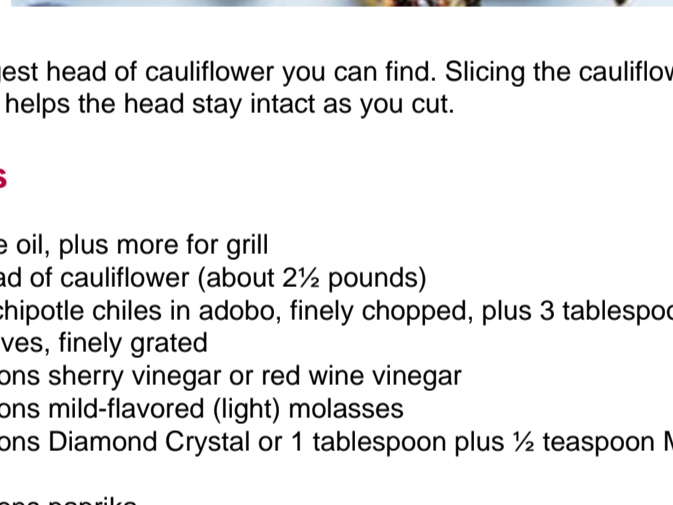 est head of cauliflower you can find. Slicing the cauliflow
helps the head stay intact as you cut.
s
e oil, plus more for grill
ad of cauliflower (about 2½ pounds)
chipotle chiles in adobo, finely chopped, plus 3 tablespoo
ves, finely grated
ons sherry vinegar or red wine vinegar
ons mild-flavored (light) molasses
ons Diamond Crystal or 1 tablespoon plus ½ teaspoon M
ons paprika